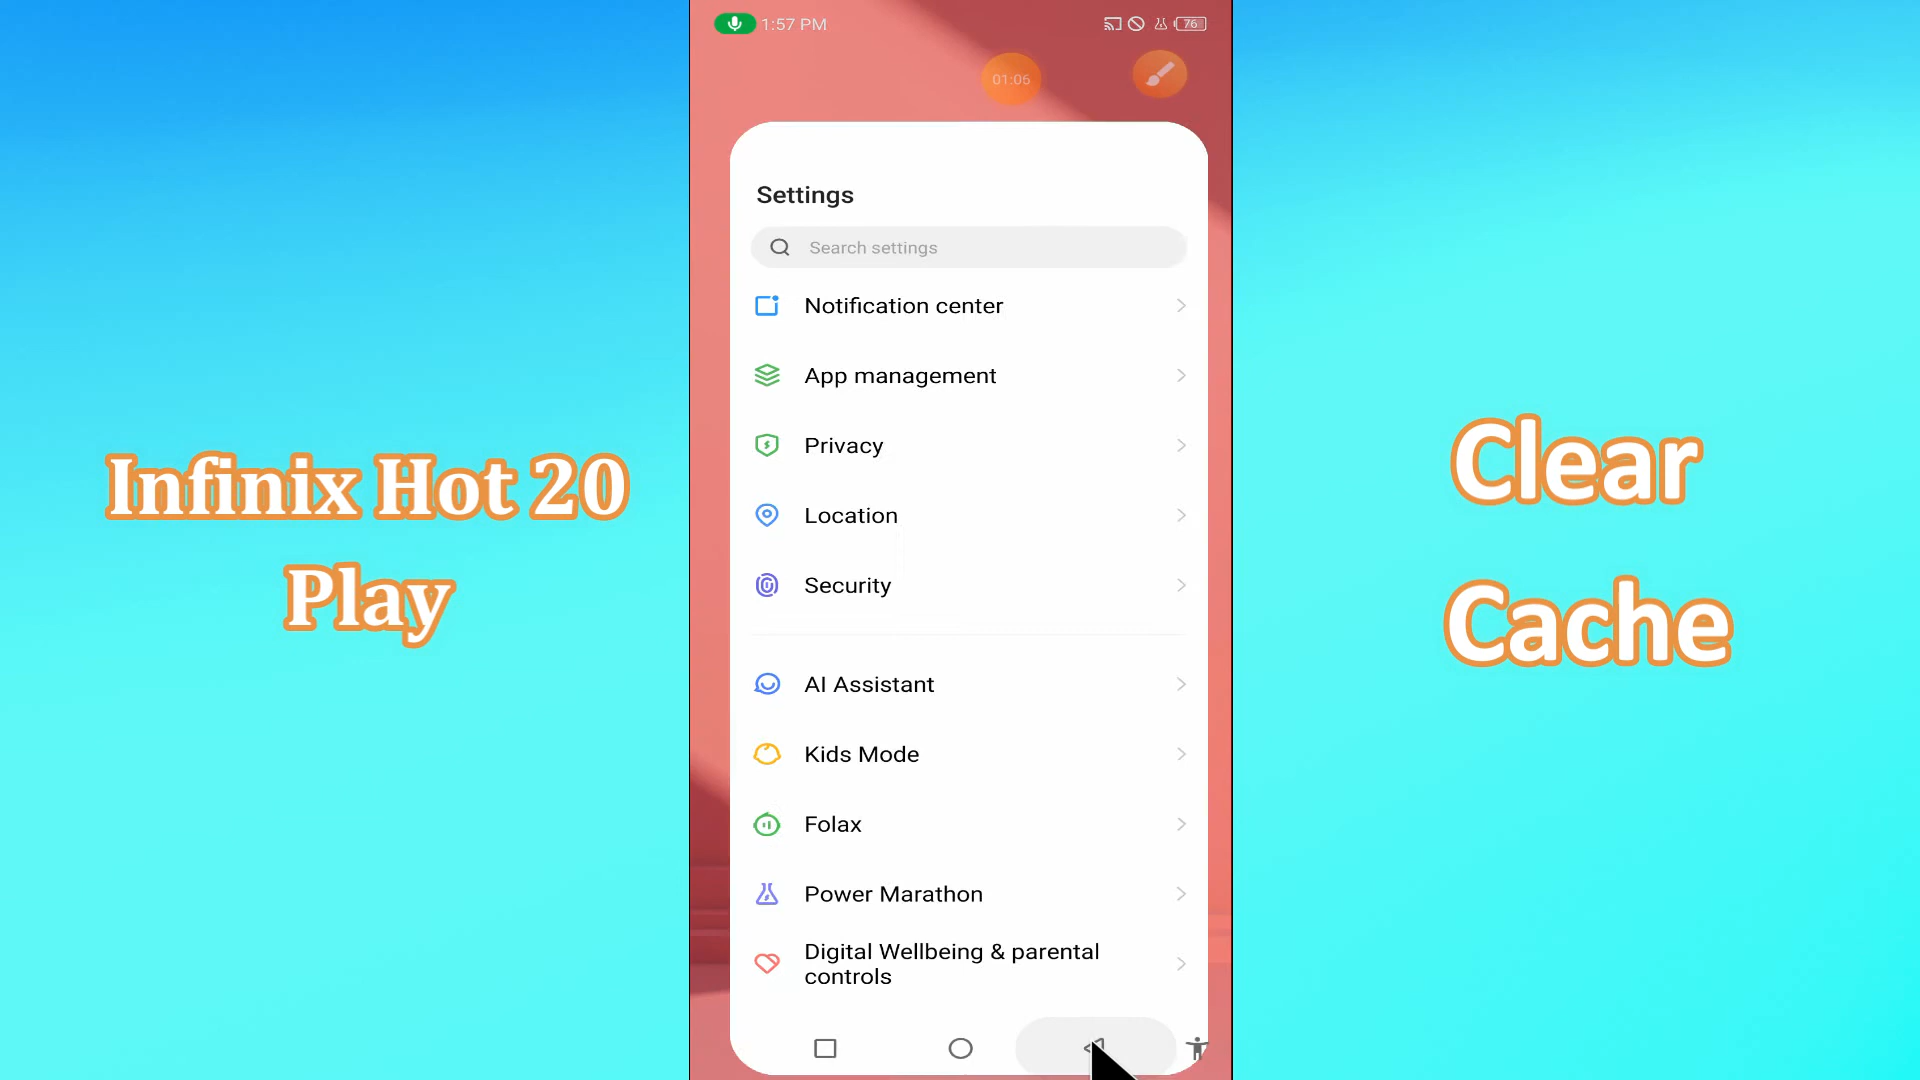 1:57 PM
76
01:06
Settings
Search settings
Notification center
App management
Privacy
Location
Security
AI Assistant
Kids Mode
Folax
Power Marathon
Digital Wellbeing & parental
controls
Infinix Hot 20
Play
Clear
Cache